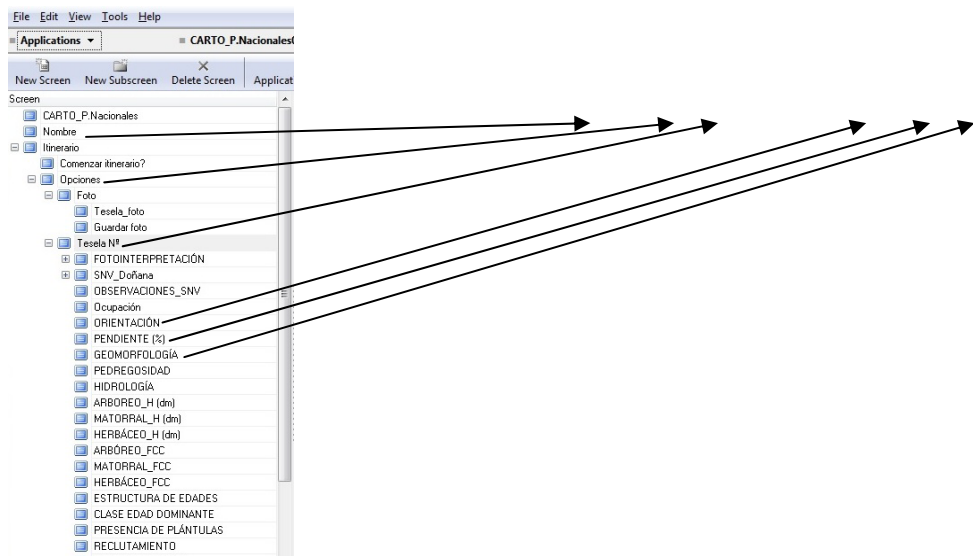 File Edit View Tools Help
Applications CARTO_P.Nacionales
New Screen New Subscreen Delete Screen Applicat
Screen
CARTO_P.Nacionales
Nombre
Itinerario
Comenzar itinerario?
Opciones
Foto
Tesela_foto
Guardar foto
Tesela Nº
FOTOINTERPRETACIÓN
SNV_Doñana
OBSERVACIONES_SNV
Ocupación
ORIENTACIÓN
PENDIENTE (%)
GEOMORFOLOGÍA
PEDREGOSIDAD
HIDROLOGÍA
ARBOREO_H (dm)
MATORRAL_H (dm)
HERBÁCEO_H (dm)
ARBÓREO_FCC
MATORRAL_FCC
HERBÁCEO_FCC
ESTRUCTURA DE EDADES
CLASE EDAD DOMINANTE
PRESENCIA DE PLÁNTULAS
RECLUTAMIENTO